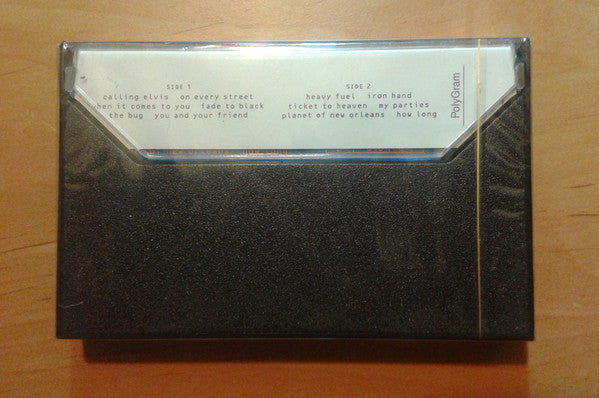 SIDE 1
calling elvis on every street
when it comes to you fade to black
the bug you and your friend
SIDE 2
heavy fuel iron hand
ticket to heaven my parties
planet of new orleans how long
PolyGram